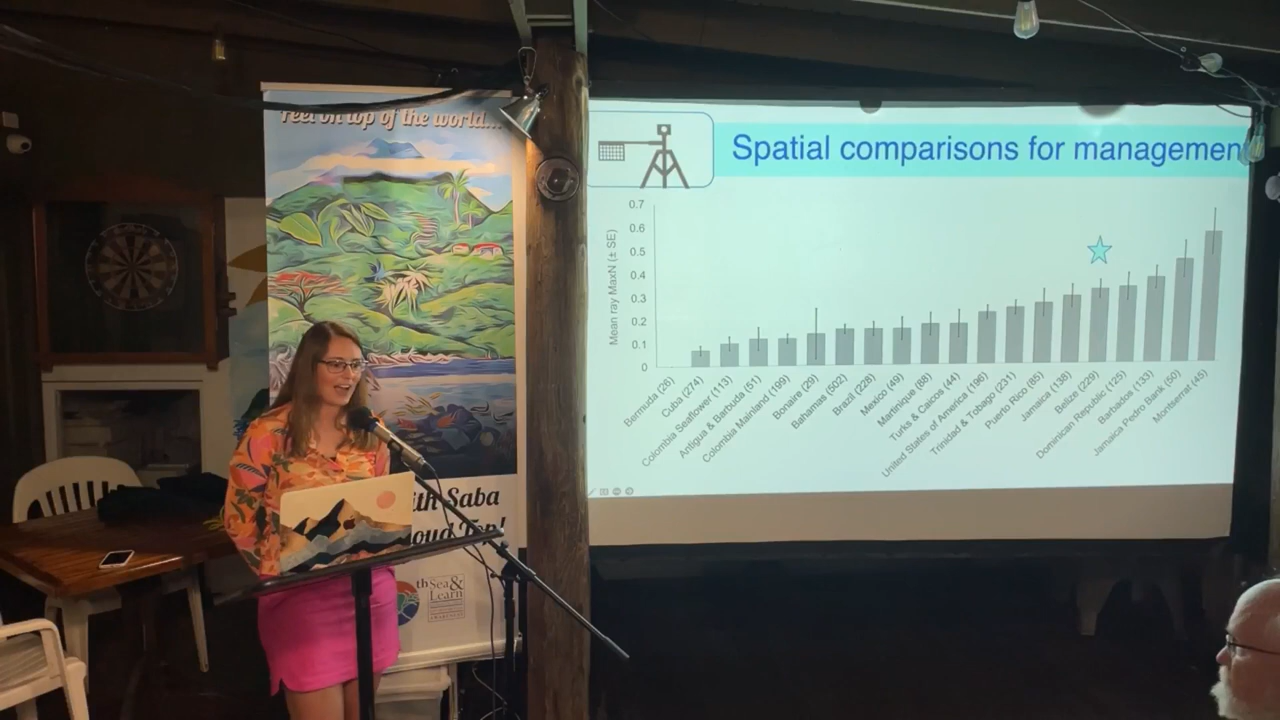 Feel on top of the world...
ith Saba
oud Top!
th Sea &
Learn
Spatial comparisons for managemen
Mean ray MaxN (± SE)
0.7
0.6
0.5
0.4
0.3
0.2
0.1
0
Bermuda (26)
Cuba (274)
Colombia Seaflower (113)
Antigua & Barbuda (51)
Colombia Mainland (199)
Bonaire (29)
Bahamas (502)
Brazil (228)
Mexico (49)
Martinique (88)
Turks & Caicos (44)
United States of America (196)
Trinidad & Tobago (231)
Puerto Rico (85)
Jamaica (138)
Belize (229)
Dominican Republic (125)
Barbados (133)
Jamaica Pedro Bank (50)
Montserrat (45)